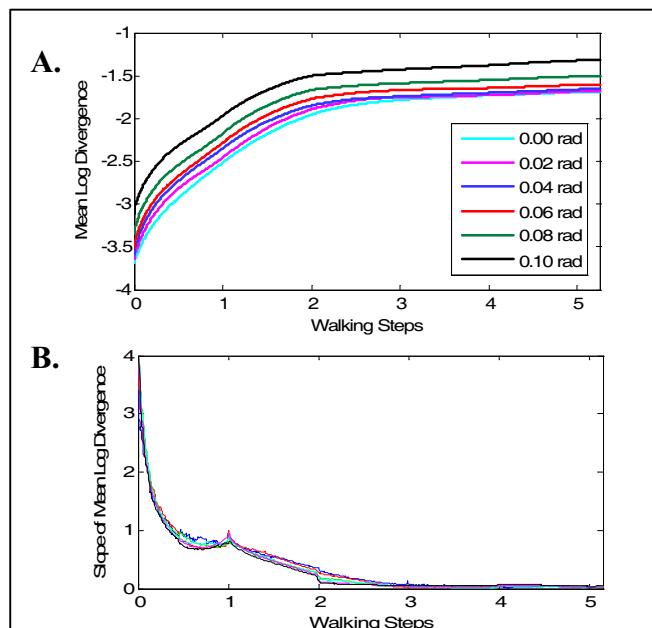 A.
Mean Log Divergence
-1
-1.5
-2
-2.5
-3
-3.5
-4
0.00 rad
0.02 rad
0.04 rad
0.06 rad
0.08 rad
0.10 rad
0 1 2 3 4 5
Walking Steps
B.
Slope of Mean Log Divergence
4
3
2
1
0
0 1 2 3 4 5
Walking Steps